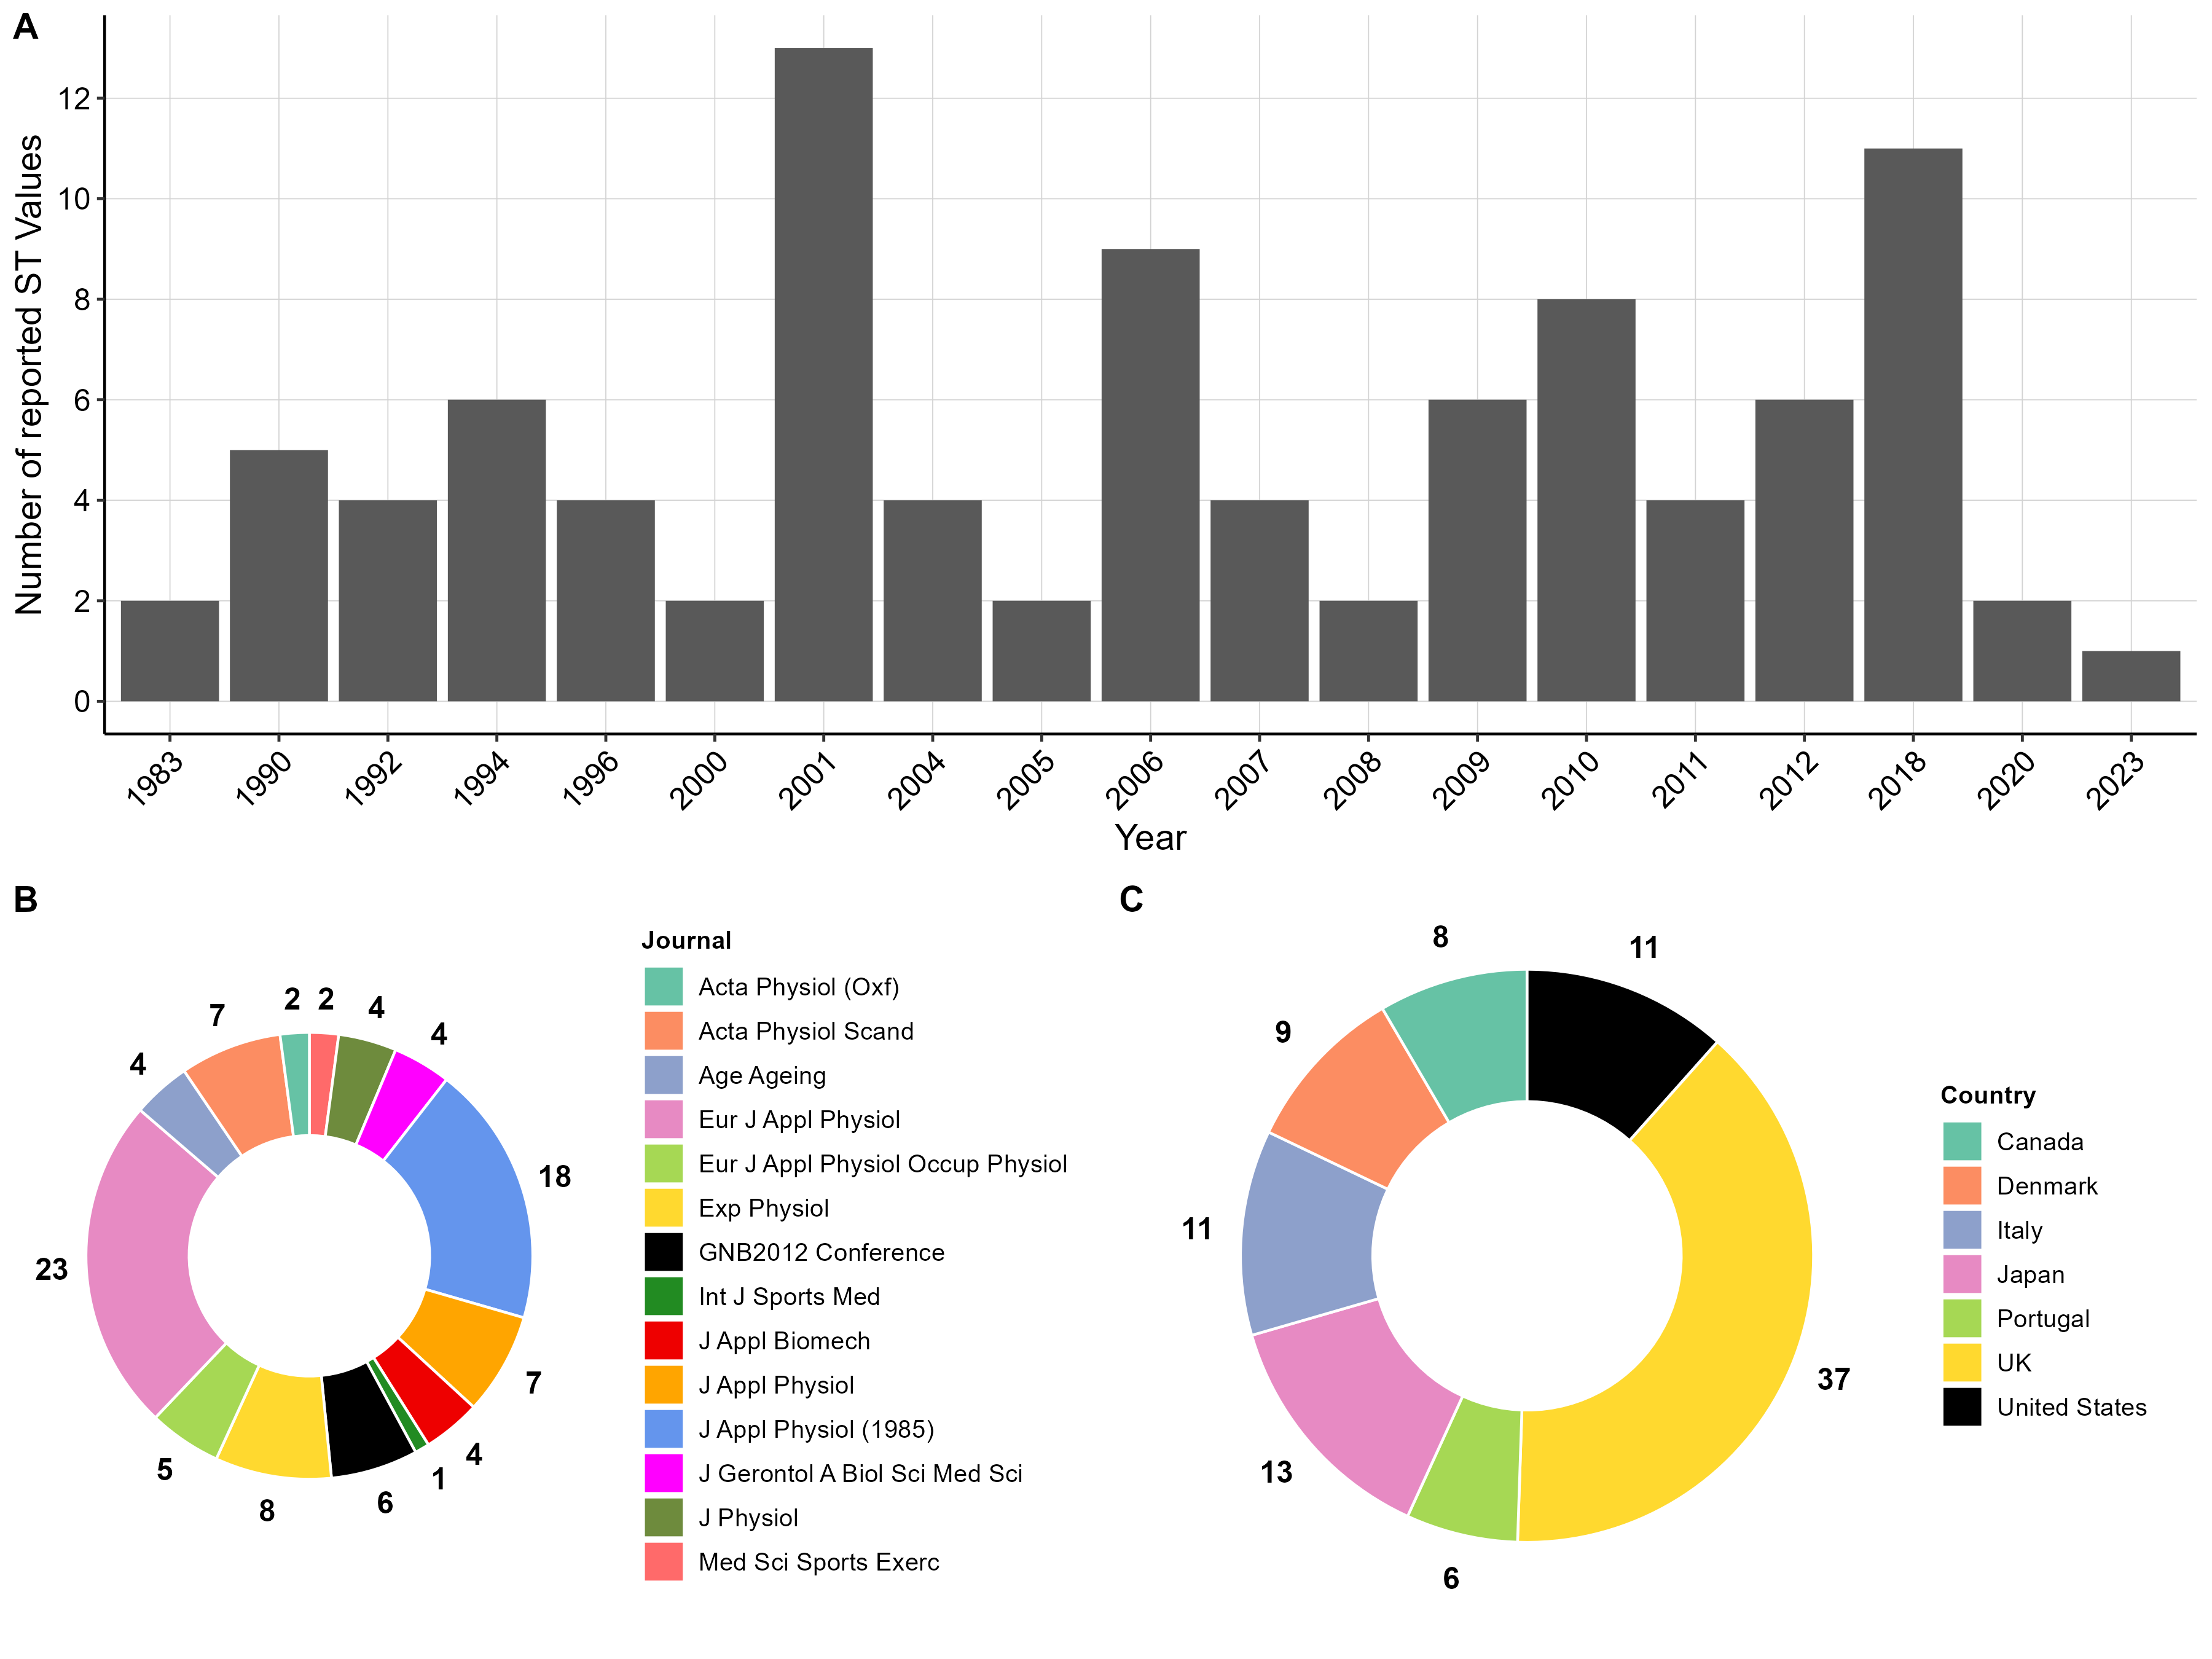 A
Number of reported ST Values
12
10
8
6
4
2
0
1983
1990
1992
1994
1996
2000
2001
2004
2005
2006
2007
2008
2009
2010
2011
2012
2018
2020
2023
Year
B
7
2
2
4
4
4
18
23
7
5
8
6
1
4
Journal
Acta Physiol (Oxf)
Acta Physiol Scand
Age Ageing
Eur J Appl Physiol
Eur J Appl Physiol Occup Physiol
Exp Physiol
GNB2012 Conference
Int J Sports Med
J Appl Biomech
J Appl Physiol
J Appl Physiol (1985)
J Gerontol A Biol Sci Med Sci
J Physiol
Med Sci Sports Exerc
C
8
11
9
11
37
13
6
Country
Canada
Denmark
Italy
Japan
Portugal
UK
United States